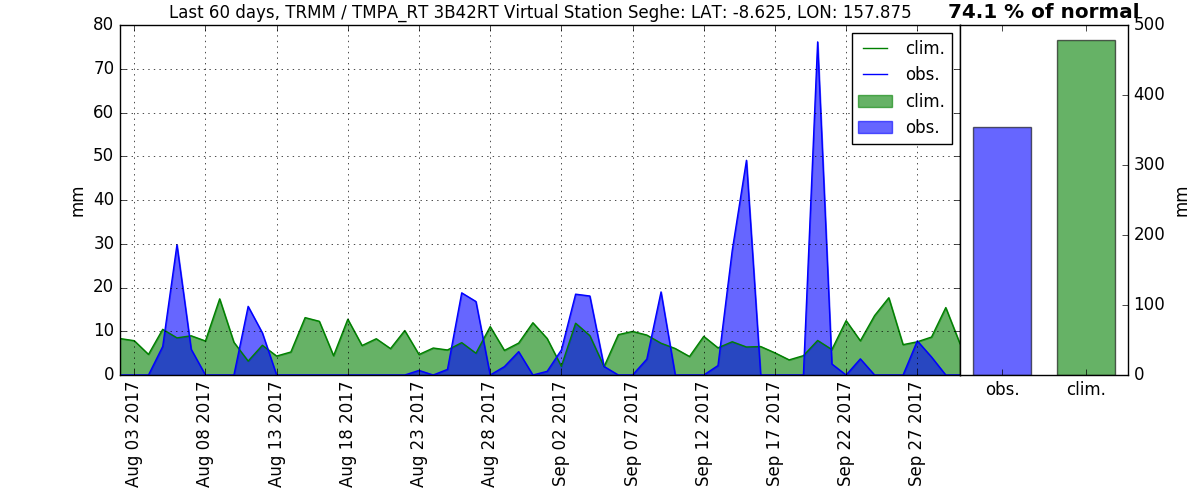 Last 60 days, TRMM / TMPA_RT 3B42RT Virtual Station Seghe: LAT: -8.625, LON: 157.875
74.1 % of normal
80
70
60
50
40
30
20
10
0
mm
clim.
obs.
clim.
obs.
500
400
300
200
100
0
mm
obs.
clim.
Aug 03 2017
Aug 08 2017
Aug 13 2017
Aug 18 2017
Aug 23 2017
Aug 28 2017
Sep 02 2017
Sep 07 2017
Sep 12 2017
Sep 17 2017
Sep 22 2017
Sep 27 2017